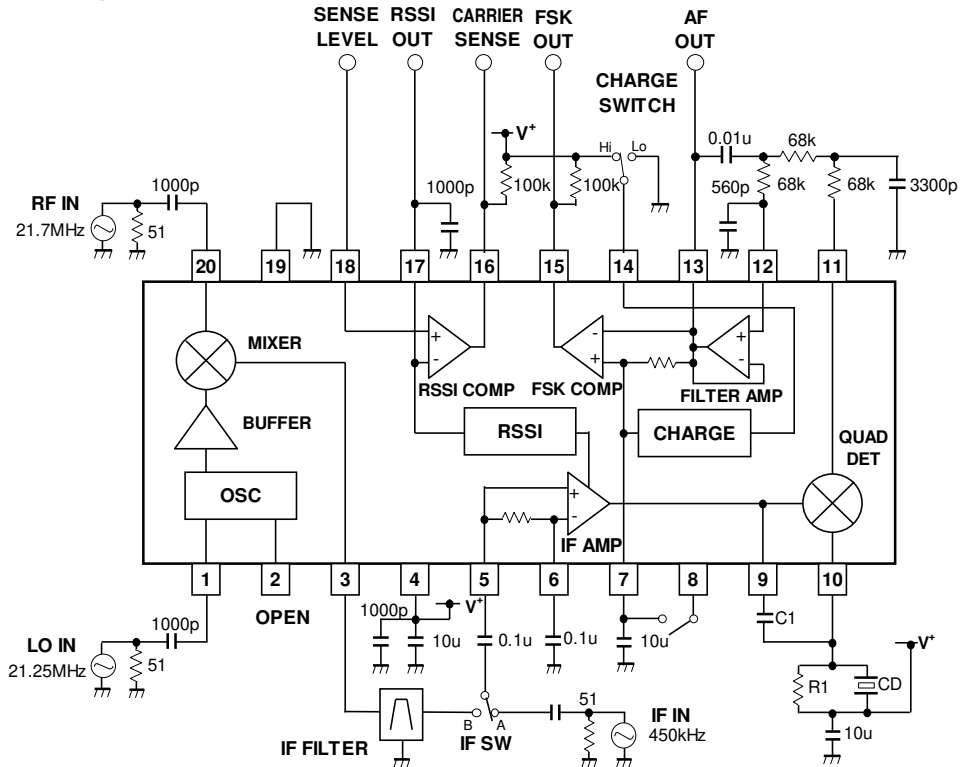 SENSE LEVEL
RSSI OUT
CARRIER SENSE
FSK OUT
AF OUT
CHARGE SWITCH
V+
Hi
Lo
0.01u
68k
1000p
1000p
100k
100k
560p
68k
68k
3300p
RF IN
21.7MHz
51
20
19
18
17
16
15
14
13
12
11
MIXER
+
-
-
+
+
-
RSSI COMP
FSK COMP
FILTER AMP
BUFFER
RSSI
CHARGE
QUAD DET
OSC
+
-
IF AMP
1
2
3
4
5
6
7
8
9
10
OPEN
LO IN
21.25MHz
1000p
51
1000p
10u
V+
0.1u
0.1u
10u
C1
V+
R1
CD
10u
IF FILTER
B
A
IF SW
51
IF IN
450kHz